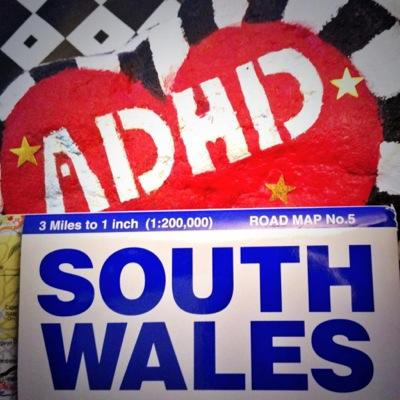 ADHD
3 Miles to 1 inch (1:200,000) ROAD MAP No.5
SOUTH
WALES